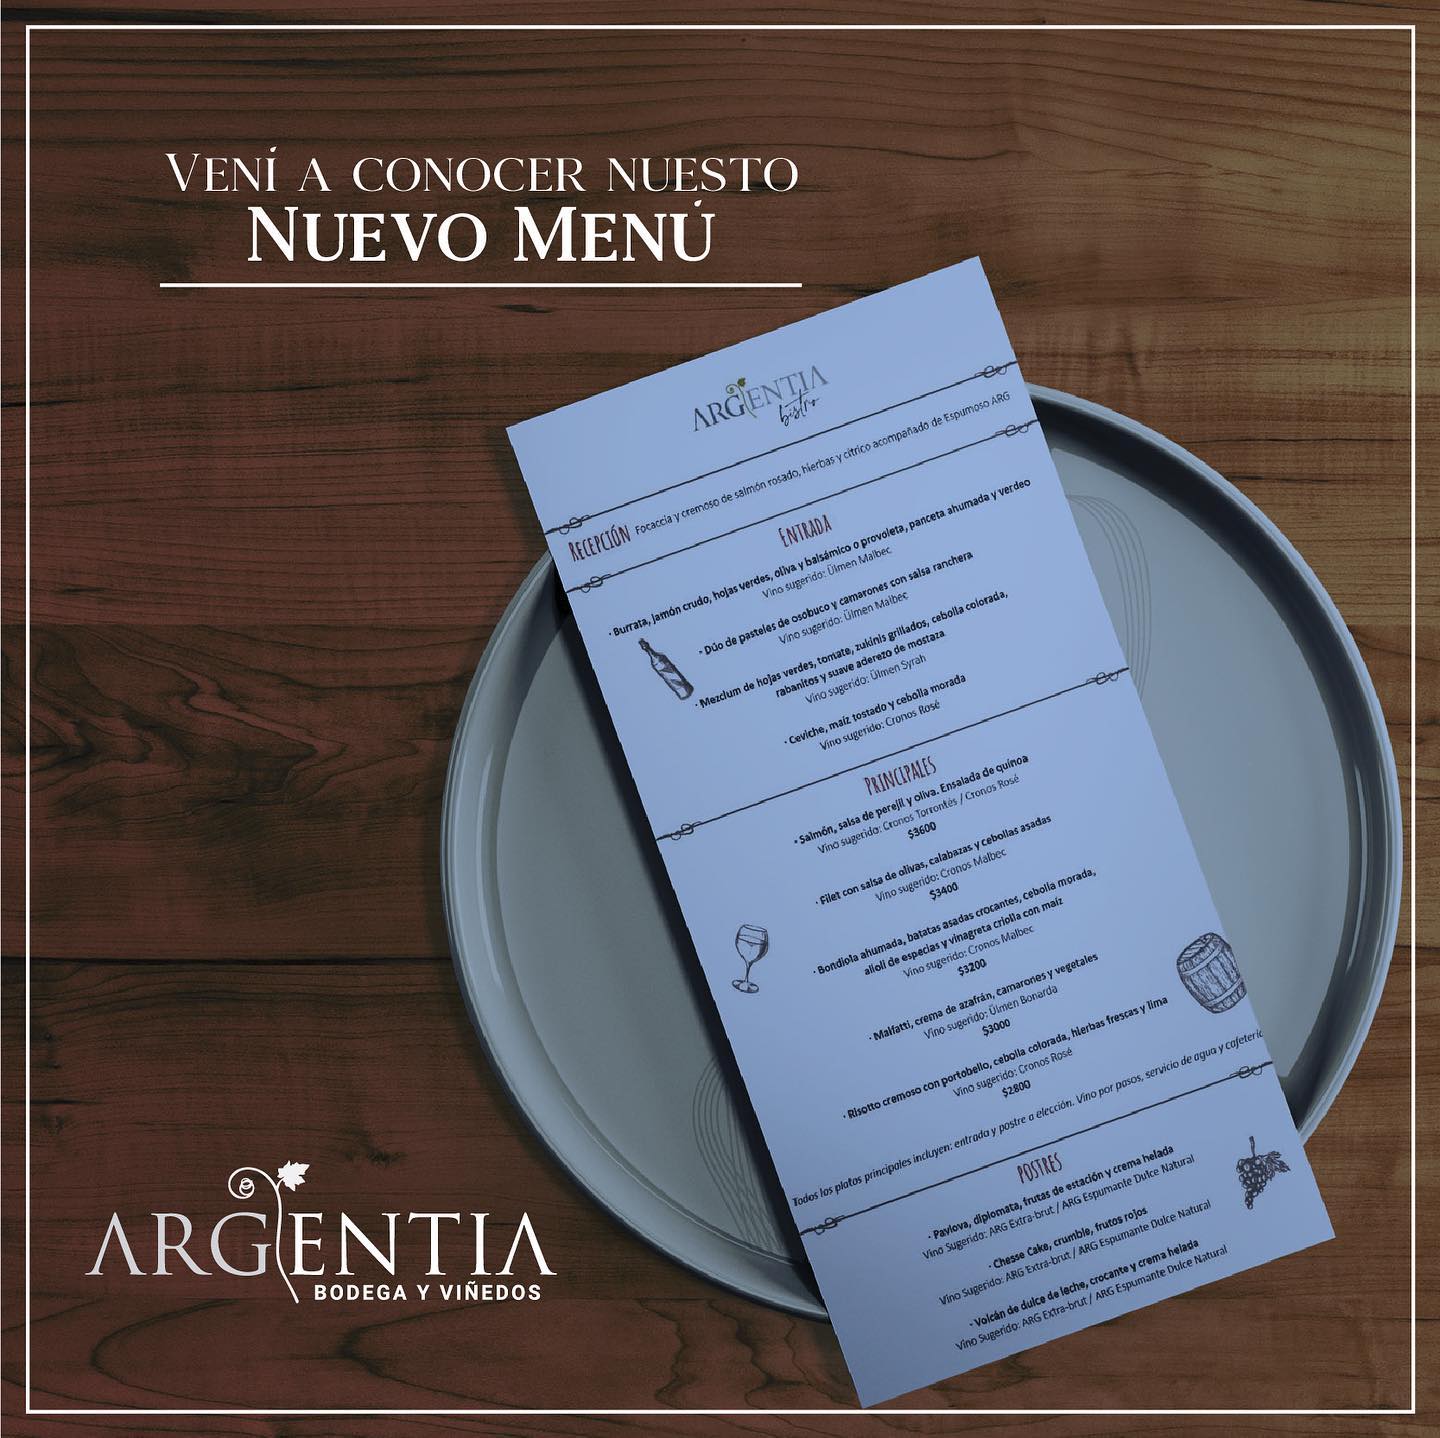 VENÍ A CONOCER NUESTO
NUEVO MENÚ
ARGENTIA
bistro
RECEPCIÓN Focaccia y cremoso de salmón rosado, hierbas y cítrico acompañado de Espumoso ARG
ENTRADA
· Burrata, jamón crudo, hojas verdes, oliva y balsámico o provoleta, panceta ahumada y verdeo
Vino sugerido: Ülmen Malbec
· Dúo de pasteles de osobuco y camarones con salsa ranchera
Vino sugerido: Ülmen Malbec
· Mezclum de hojas verdes, tomate, zukinis grillados, cebolla colorada,
rabanitos y suave aderezo de mostaza
Vino sugerido: Ülmen Syrah
· Ceviche, maíz tostado y cebolla morada
Vino sugerido: Cronos Rosé
PRINCIPALES
· Salmón, salsa de perejil y oliva. Ensalada de quinoa
Vino sugerido: Cronos Torrontés / Cronos Rosé
$3600
· Filet con salsa de olivas, calabazas y cebollas asadas
Vino sugerido: Cronos Malbec
$3400
· Bondiola ahumada, batatas asadas crocantes, cebolla morada,
alioli de especias y vinagreta criolla con maíz
Vino sugerido: Cronos Malbec
$3200
· Malfatti, crema de azafrán, camarones y vegetales
Vino sugerido: Ülmen Bonarda
$3000
· Risotto cremoso con portobello, cebolla colorada, hierbas frescas y lima
Vino sugerido: Cronos Rosé
$2800
Todos los platos principales incluyen: entrada y postre a elección. Vino por pasos, servicio de agua y cafetería
POSTRES
· Pavlova, diplomata, frutas de estación y crema helada
Vino Sugerido: ARG Extra-brut / ARG Espumante Dulce Natural
· Chesse Cake, crumble, frutos rojos
Vino Sugerido: ARG Extra-brut / ARG Espumante Dulce Natural
· Volcán de dulce de leche, crocante y crema helada
Vino Sugerido: ARG Extra-brut / ARG Espumante Dulce Natural
ARGENTIA
BODEGA Y VIÑEDOS